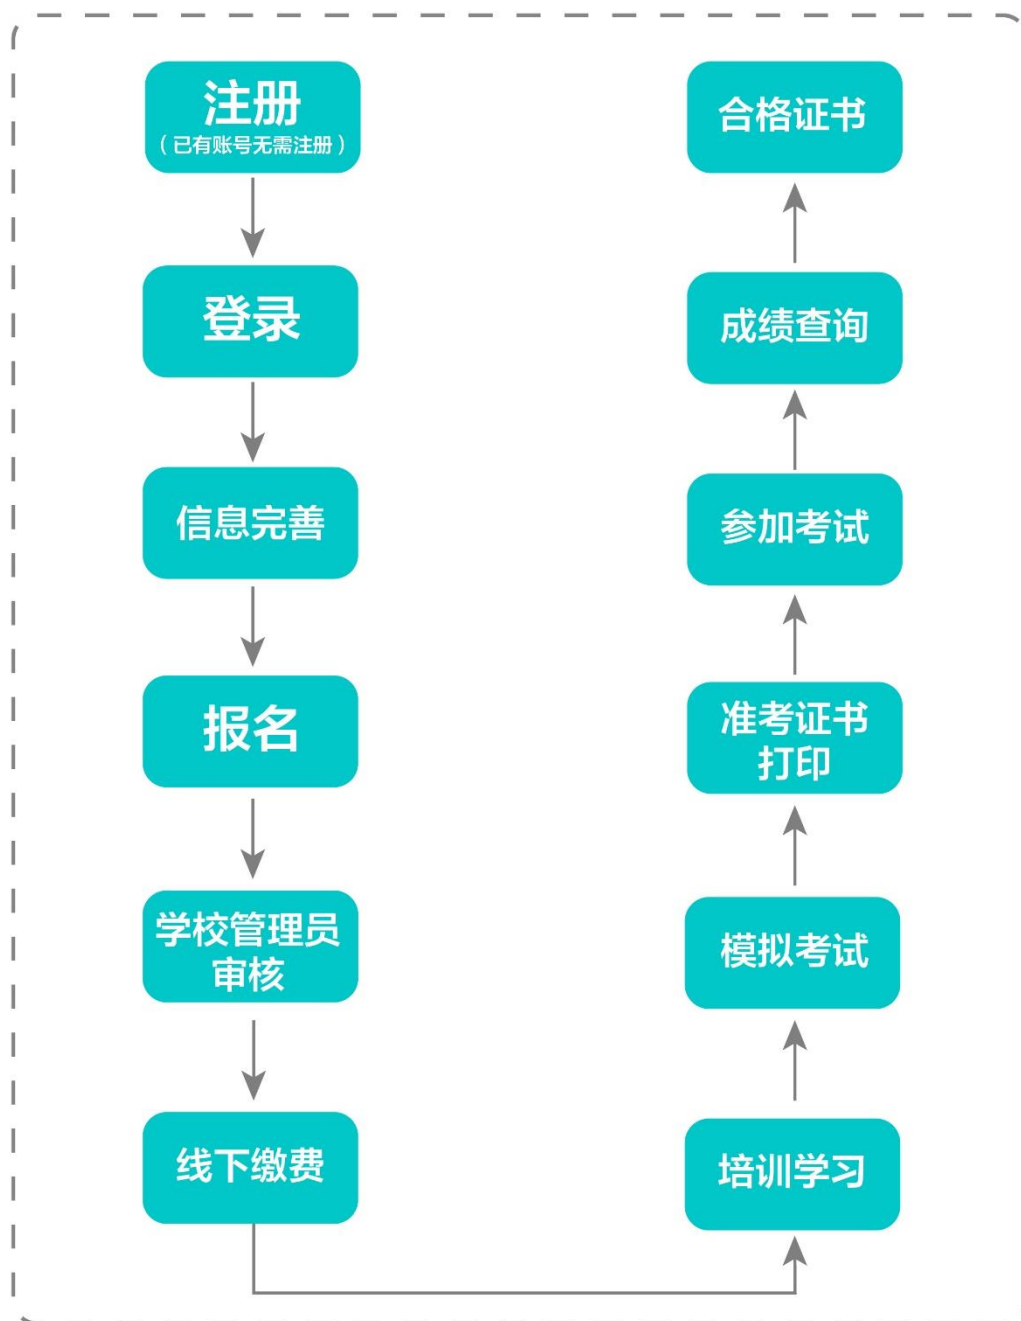 注册
（已有账号无需注册）
登录
信息完善
报名
学校管理员
审核
线下缴费
培训学习
模拟考试
准考证书
打印
参加考试
成绩查询
合格证书